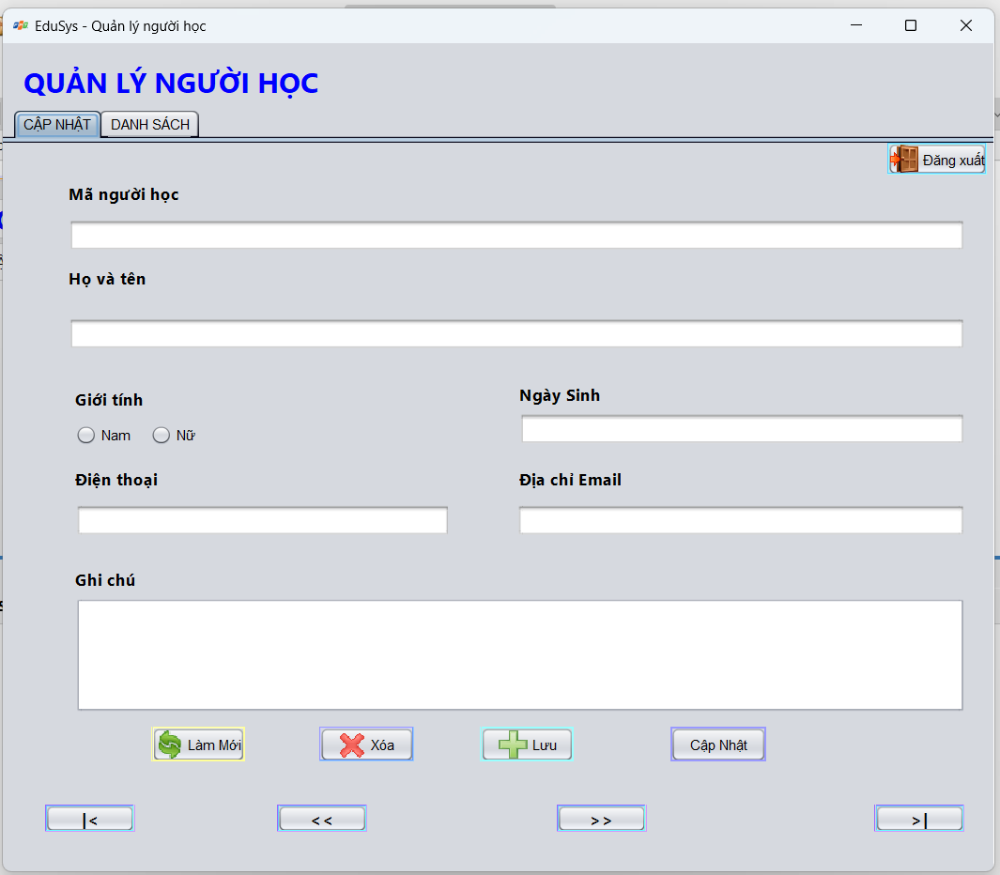 EduSys - Quản lý người học
QUẢN LÝ NGƯỜI HỌC
CẬP NHẬT DANH SÁCH
Đăng xuất
Mã người học
Họ và tên
Giới tính Ngày Sinh
Nam Nữ
Điện thoại Địa chỉ Email
Ghi chú
Làm Mới Xóa Lưu Cập Nhật
|< << >> >|